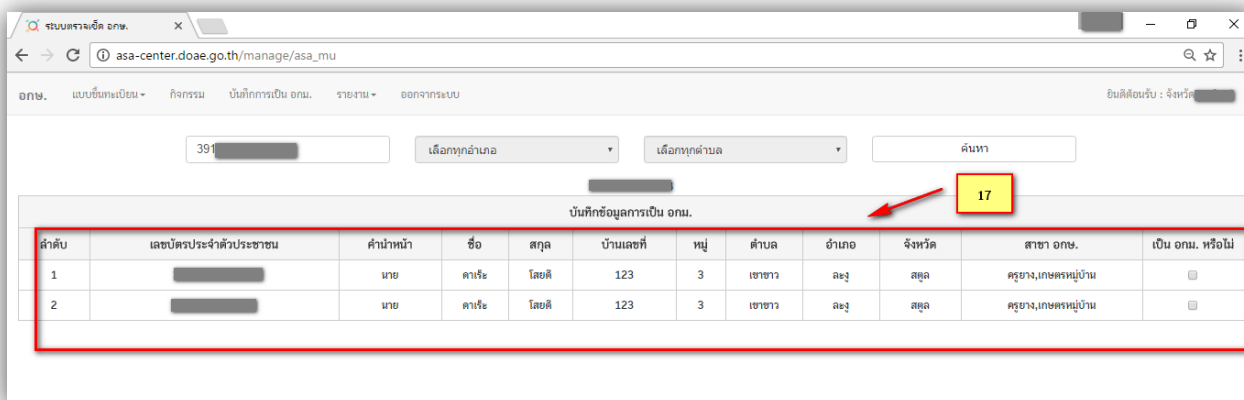 ระบบตรวจเช็ค อกษ.
asa-center.doae.go.th/manage/asa_mu
อกษ. แบบขึ้นทะเบียน กิจกรรม บันทึกการเป็น อกม. รายงาน ออกจากระบบ ยินดีต้อนรับ : จังหวัด
391 เลือกทุกอำเภอ เลือกทุกตำบล ค้นหา
17
บันทึกข้อมูลการเป็น อกม.
ลำดับ เลขบัตรประจำตัวประชาชน คำนำหน้า ชื่อ สกุล บ้านเลขที่ หมู่ ตำบล อำเภอ จังหวัด สาขา อกษ. เป็น อกม. หรือไม่
1 นาย ดาเร๊ะ โสยดี 123 3 เขาขาว ละงู สตูล ครูยาง,เกษตรหมู่บ้าน
2 นาย ดาเร๊ะ โสยดี 123 3 เขาขาว ละงู สตูล ครูยาง,เกษตรหมู่บ้าน